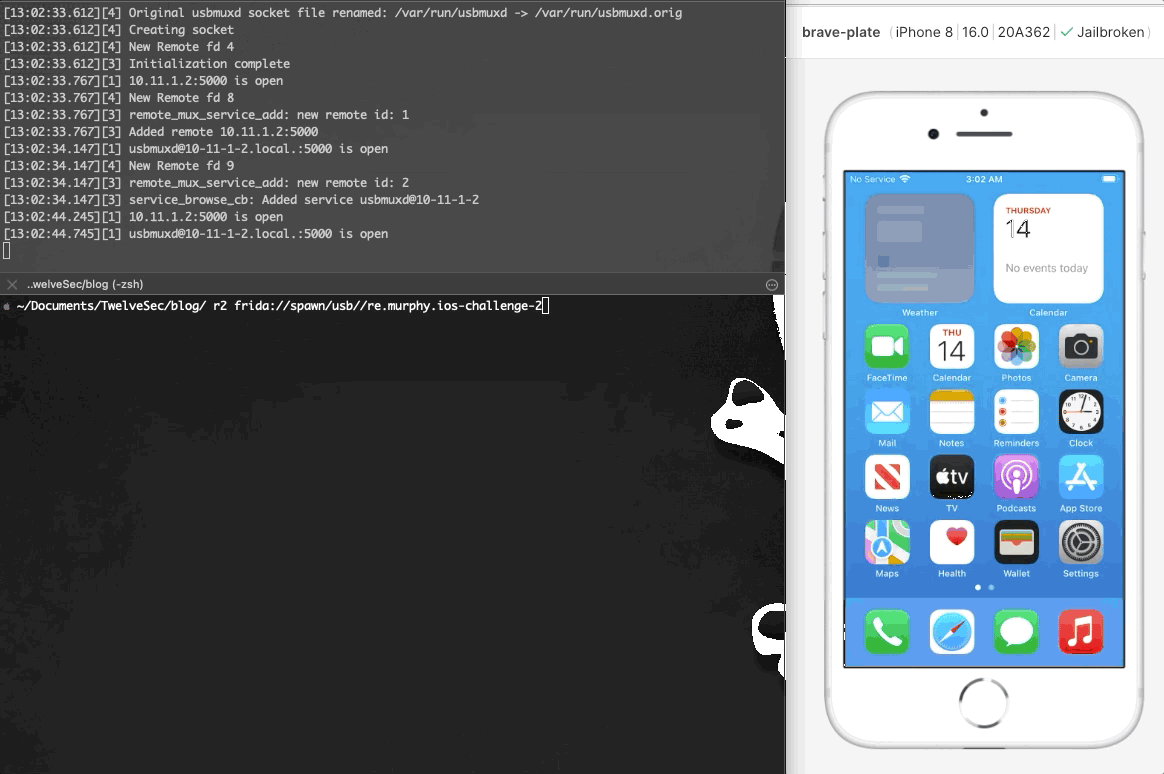 [13:02:33.612][4] Original usbmuxd socket file renamed: /var/run/usbmuxd -> /var/run/usbmuxd.orig
[13:02:33.612][4] Creating socket
[13:02:33.612][4] New Remote fd 4
[13:02:33.612][3] Initialization complete
[13:02:33.767][1] 10.11.1.2:5000 is open
[13:02:33.767][4] New Remote fd 8
[13:02:33.767][3] remote_mux_service_add: new remote id: 1
[13:02:33.767][3] Added remote 10.11.1.2:5000
[13:02:34.147][1] usbmuxd@10-11-1-2.local.:5000 is open
[13:02:34.147][4] New Remote fd 9
[13:02:34.147][3] remote_mux_service_add: new remote id: 2
[13:02:34.147][3] service_browse_cb: Added service usbmuxd@10-11-1-2
[13:02:44.245][1] 10.11.1.2:5000 is open
[13:02:44.745][1] usbmuxd@10-11-1-2.local.:5000 is open
..welveSec/blog (-zsh)
~/Documents/TwelveSec/blog/ r2 frida://spawn/usb//re.murphy.ios-challenge-2
brave-plate (iPhone 8 | 16.0 | 20A362 | ✓ Jailbroken)
No Service 3:02 AM
THURSDAY
14
No events today
Weather Calendar
THU
14
FaceTime Calendar Photos Camera
Mail Notes Reminders Clock
tv
News TV Podcasts App Store
Maps Health Wallet Settings